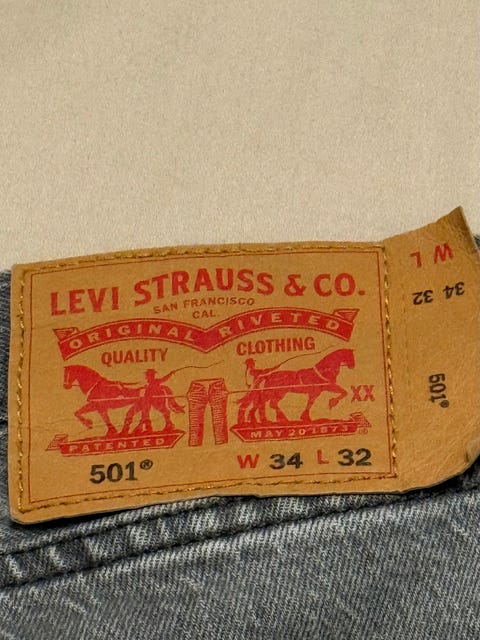 LEVI STRAUSS & CO.
SAN FRANCISCO
CAL.
ORIGINAL RIVETED
QUALITY CLOTHING
XX
PATENTED MAY 20 1873
®
501® W 34 L 32
W L
34 32
501®